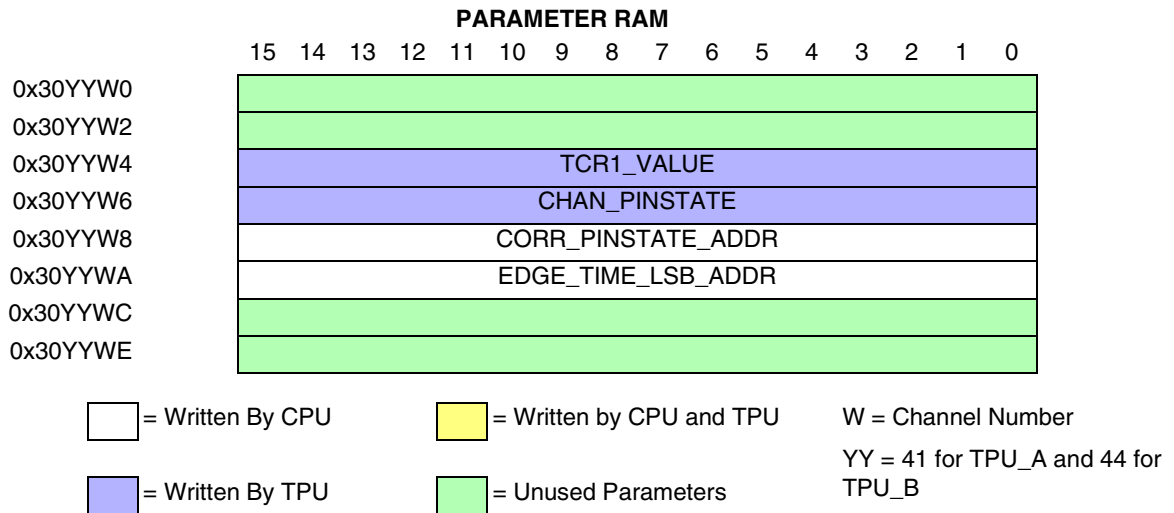 PARAMETER RAM
15 14 13 12 11 10 9 8 7 6 5 4 3 2 1 0
0x30YYW0
0x30YYW2
0x30YYW4 TCR1_VALUE
0x30YYW6 CHAN_PINSTATE
0x30YYW8 CORR_PINSTATE_ADDR
0x30YYWA EDGE_TIME_LSB_ADDR
0x30YYWC
0x30YYWE
= Written By CPU = Written by CPU and TPU W = Channel Number
YY = 41 for TPU_A and 44 for
= Written By TPU = Unused Parameters TPU_B